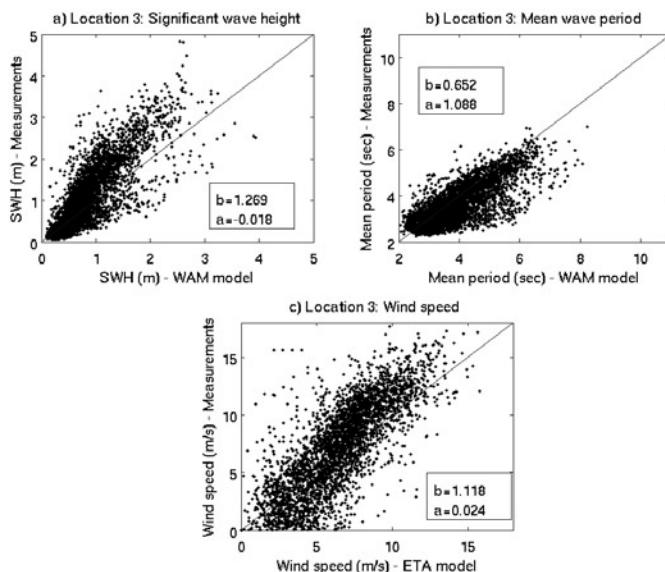 a) Location 3: Significant wave height
5
4
3
2
1
0
SWH (m) - Measurements
b=1.269
a=-0.018
0 1 2 3 4 5
SWH (m) - WAM model
b) Location 3: Mean wave period
10
8
6
4
2
Mean period (sec) - Measurements
b=0.652
a=1.088
2 4 6 8 10
Mean period (sec) - WAM model
c) Location 3: Wind speed
15
10
5
0
Wind speed (m/s) - Measurements
b=1.118
a=0.024
0 5 10 15
Wind speed (m/s) - ETA model